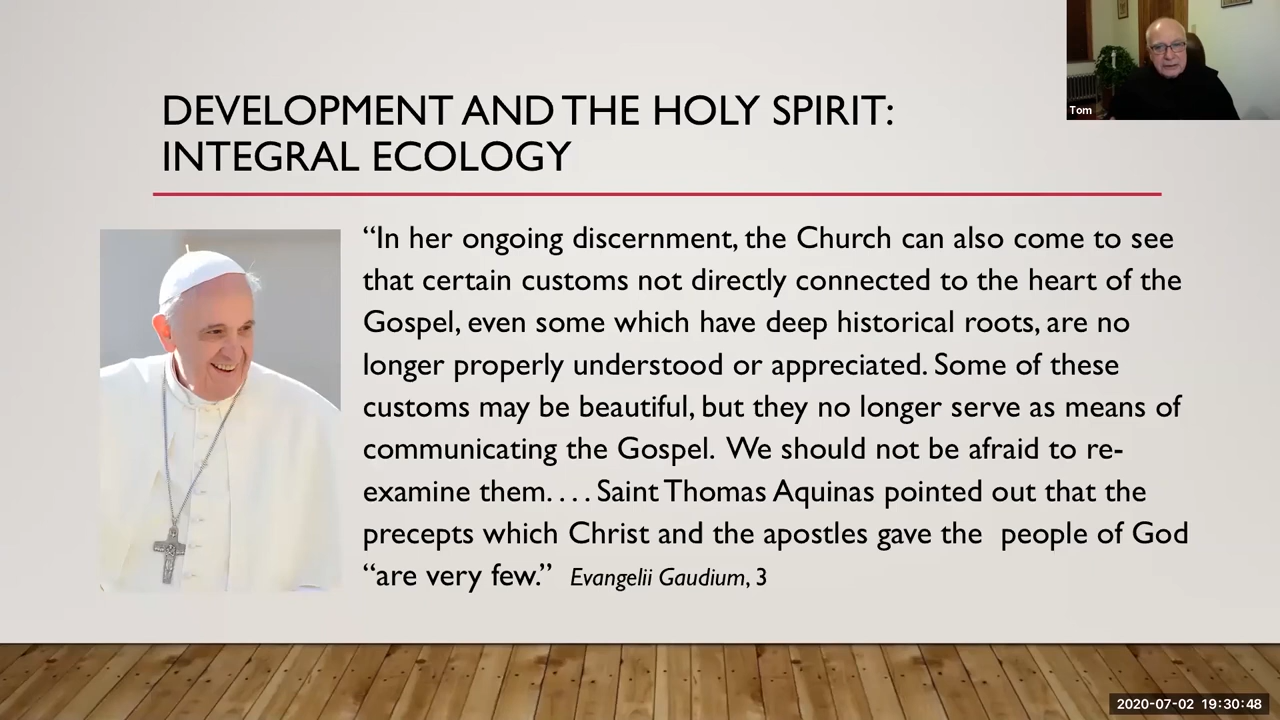 DEVELOPMENT AND THE HOLY SPIRIT:
INTEGRAL ECOLOGY
Tom
“In her ongoing discernment, the Church can also come to see
that certain customs not directly connected to the heart of the
Gospel, even some which have deep historical roots, are no
longer properly understood or appreciated. Some of these
customs may be beautiful, but they no longer serve as means of
communicating the Gospel.  We should not be afraid to re-
examine them. . . . Saint Thomas Aquinas pointed out that the
precepts which Christ and the apostles gave the  people of God
“are very few.”  Evangelii Gaudium, 3
2020-07-02 19:30:48